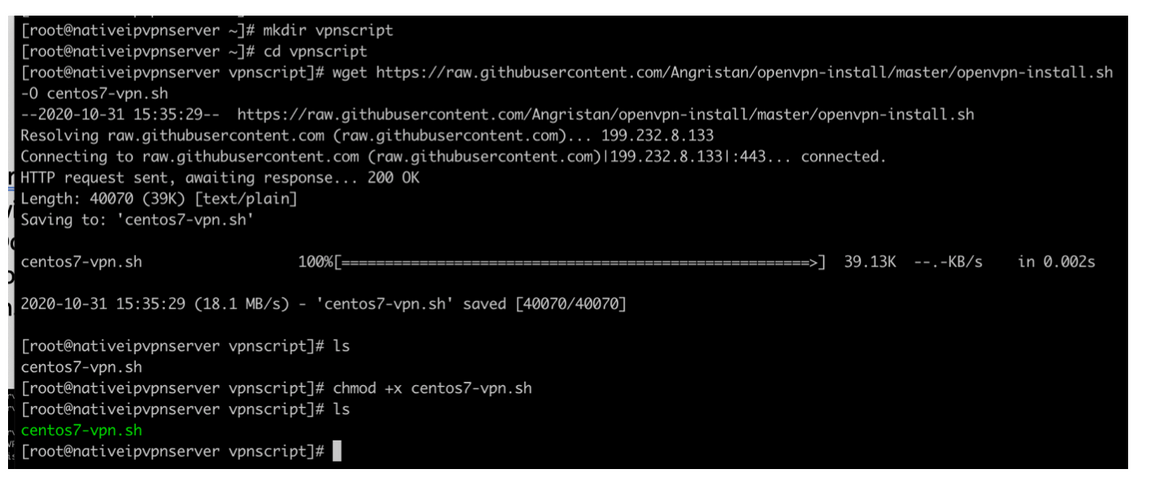 [root@nativeipvpnserver ~]# mkdir vpnscript
[root@nativeipvpnserver ~]# cd vpnscript
[root@nativeipvpnserver vpnscript]# wget https://raw.githubusercontent.com/Angristan/openvpn-install/master/openvpn-install.sh
-O centos7-vpn.sh
--2020-10-31 15:35:29--  https://raw.githubusercontent.com/Angristan/openvpn-install/master/openvpn-install.sh
Resolving raw.githubusercontent.com (raw.githubusercontent.com)... 199.232.8.133
Connecting to raw.githubusercontent.com (raw.githubusercontent.com)|199.232.8.133|:443... connected.
HTTP request sent, awaiting response... 200 OK
Length: 40070 (39K) [text/plain]
Saving to: 'centos7-vpn.sh'
centos7-vpn.sh 100%[======================================================>] 39.13K --.-KB/s in 0.002s
2020-10-31 15:35:29 (18.1 MB/s) - 'centos7-vpn.sh' saved [40070/40070]
[root@nativeipvpnserver vpnscript]# ls
centos7-vpn.sh
[root@nativeipvpnserver vpnscript]# chmod +x centos7-vpn.sh
[root@nativeipvpnserver vpnscript]# ls
centos7-vpn.sh
[root@nativeipvpnserver vpnscript]#